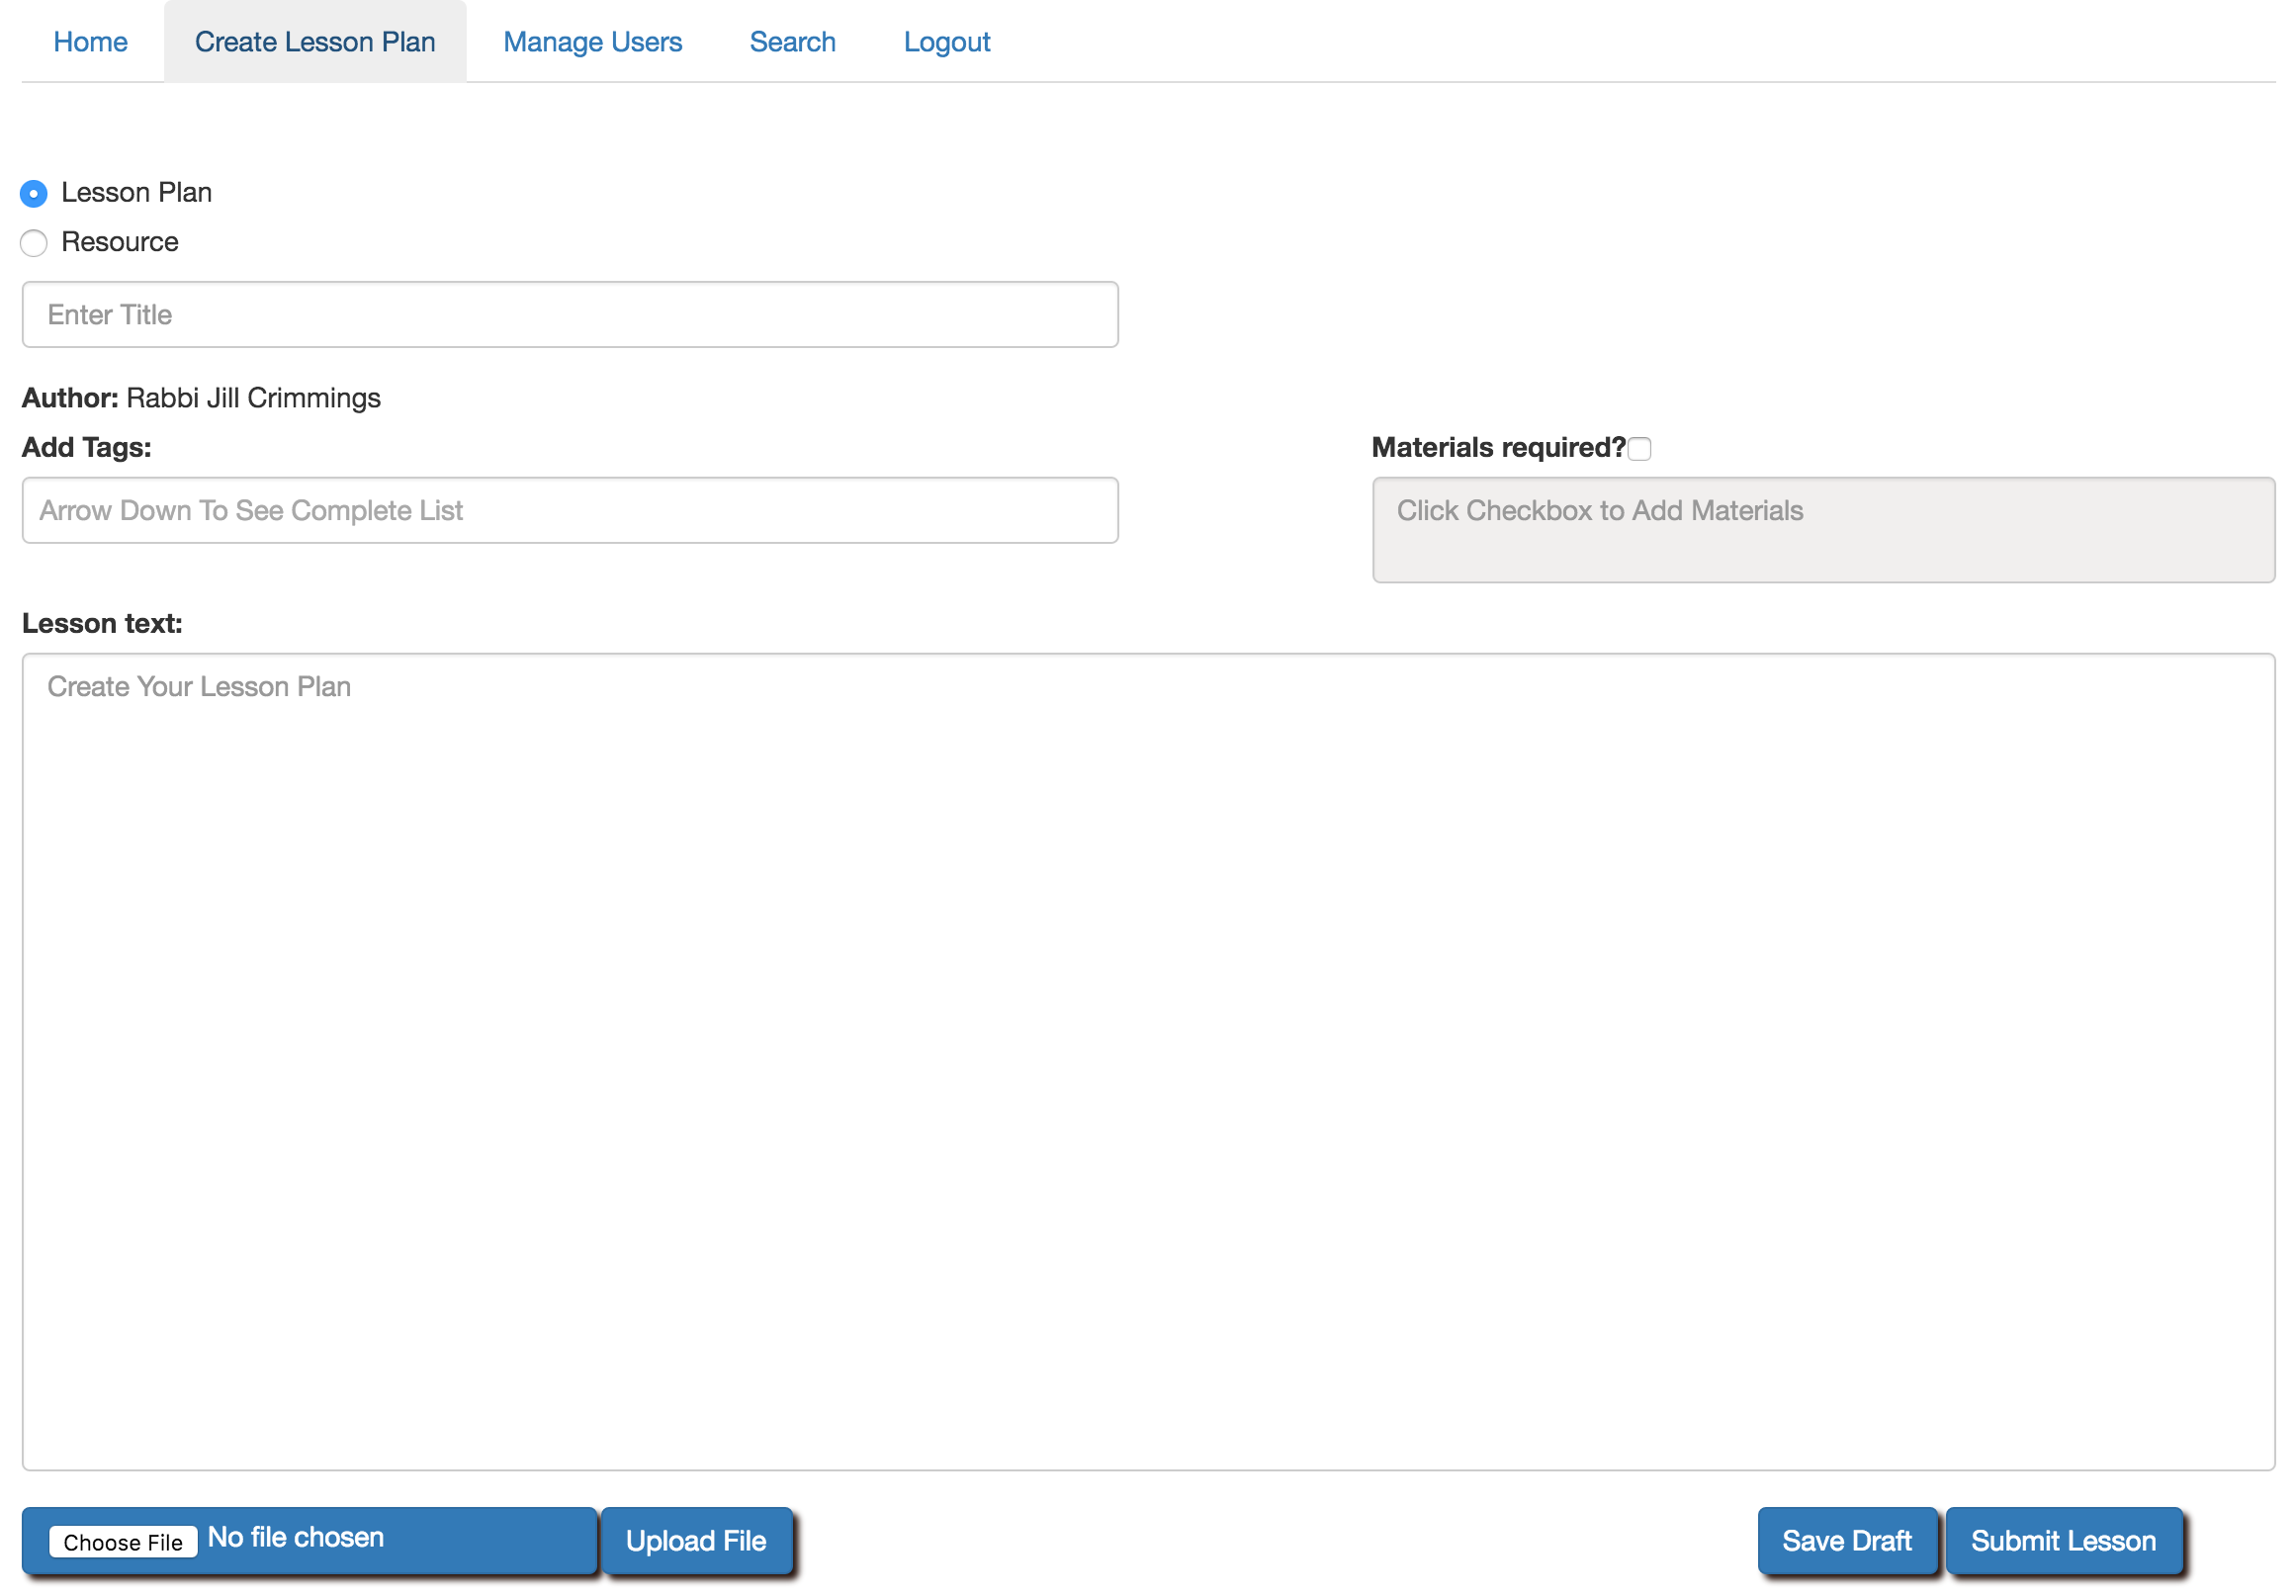 Home Create Lesson Plan Manage Users Search Logout
Lesson Plan
Resource
Enter Title
Author: Rabbi Jill Crimmings
Add Tags:
Materials required?
Arrow Down To See Complete List
Click Checkbox to Add Materials
Lesson text:
Create Your Lesson Plan
Choose File No file chosen Upload File Save Draft Submit Lesson